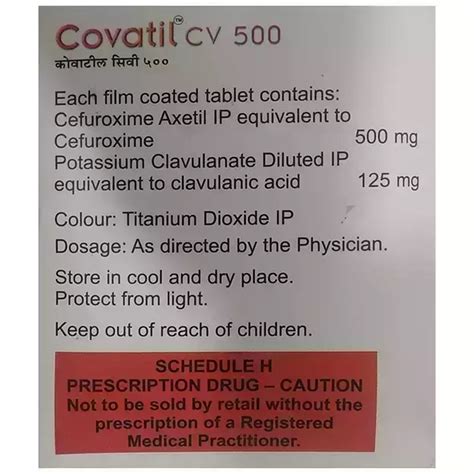 Covatil™ CV 500
कोवाटील सिवी ५००
Each film coated tablet contains:
Cefuroxime Axetil IP equivalent to
Cefuroxime 500 mg
Potassium Clavulanate Diluted IP
equivalent to clavulanic acid 125 mg
Colour: Titanium Dioxide IP
Dosage: As directed by the Physician.
Store in cool and dry place.
Protect from light.
Keep out of reach of children.
SCHEDULE H
PRESCRIPTION DRUG – CAUTION
Not to be sold by retail without the
prescription of a Registered
Medical Practitioner.